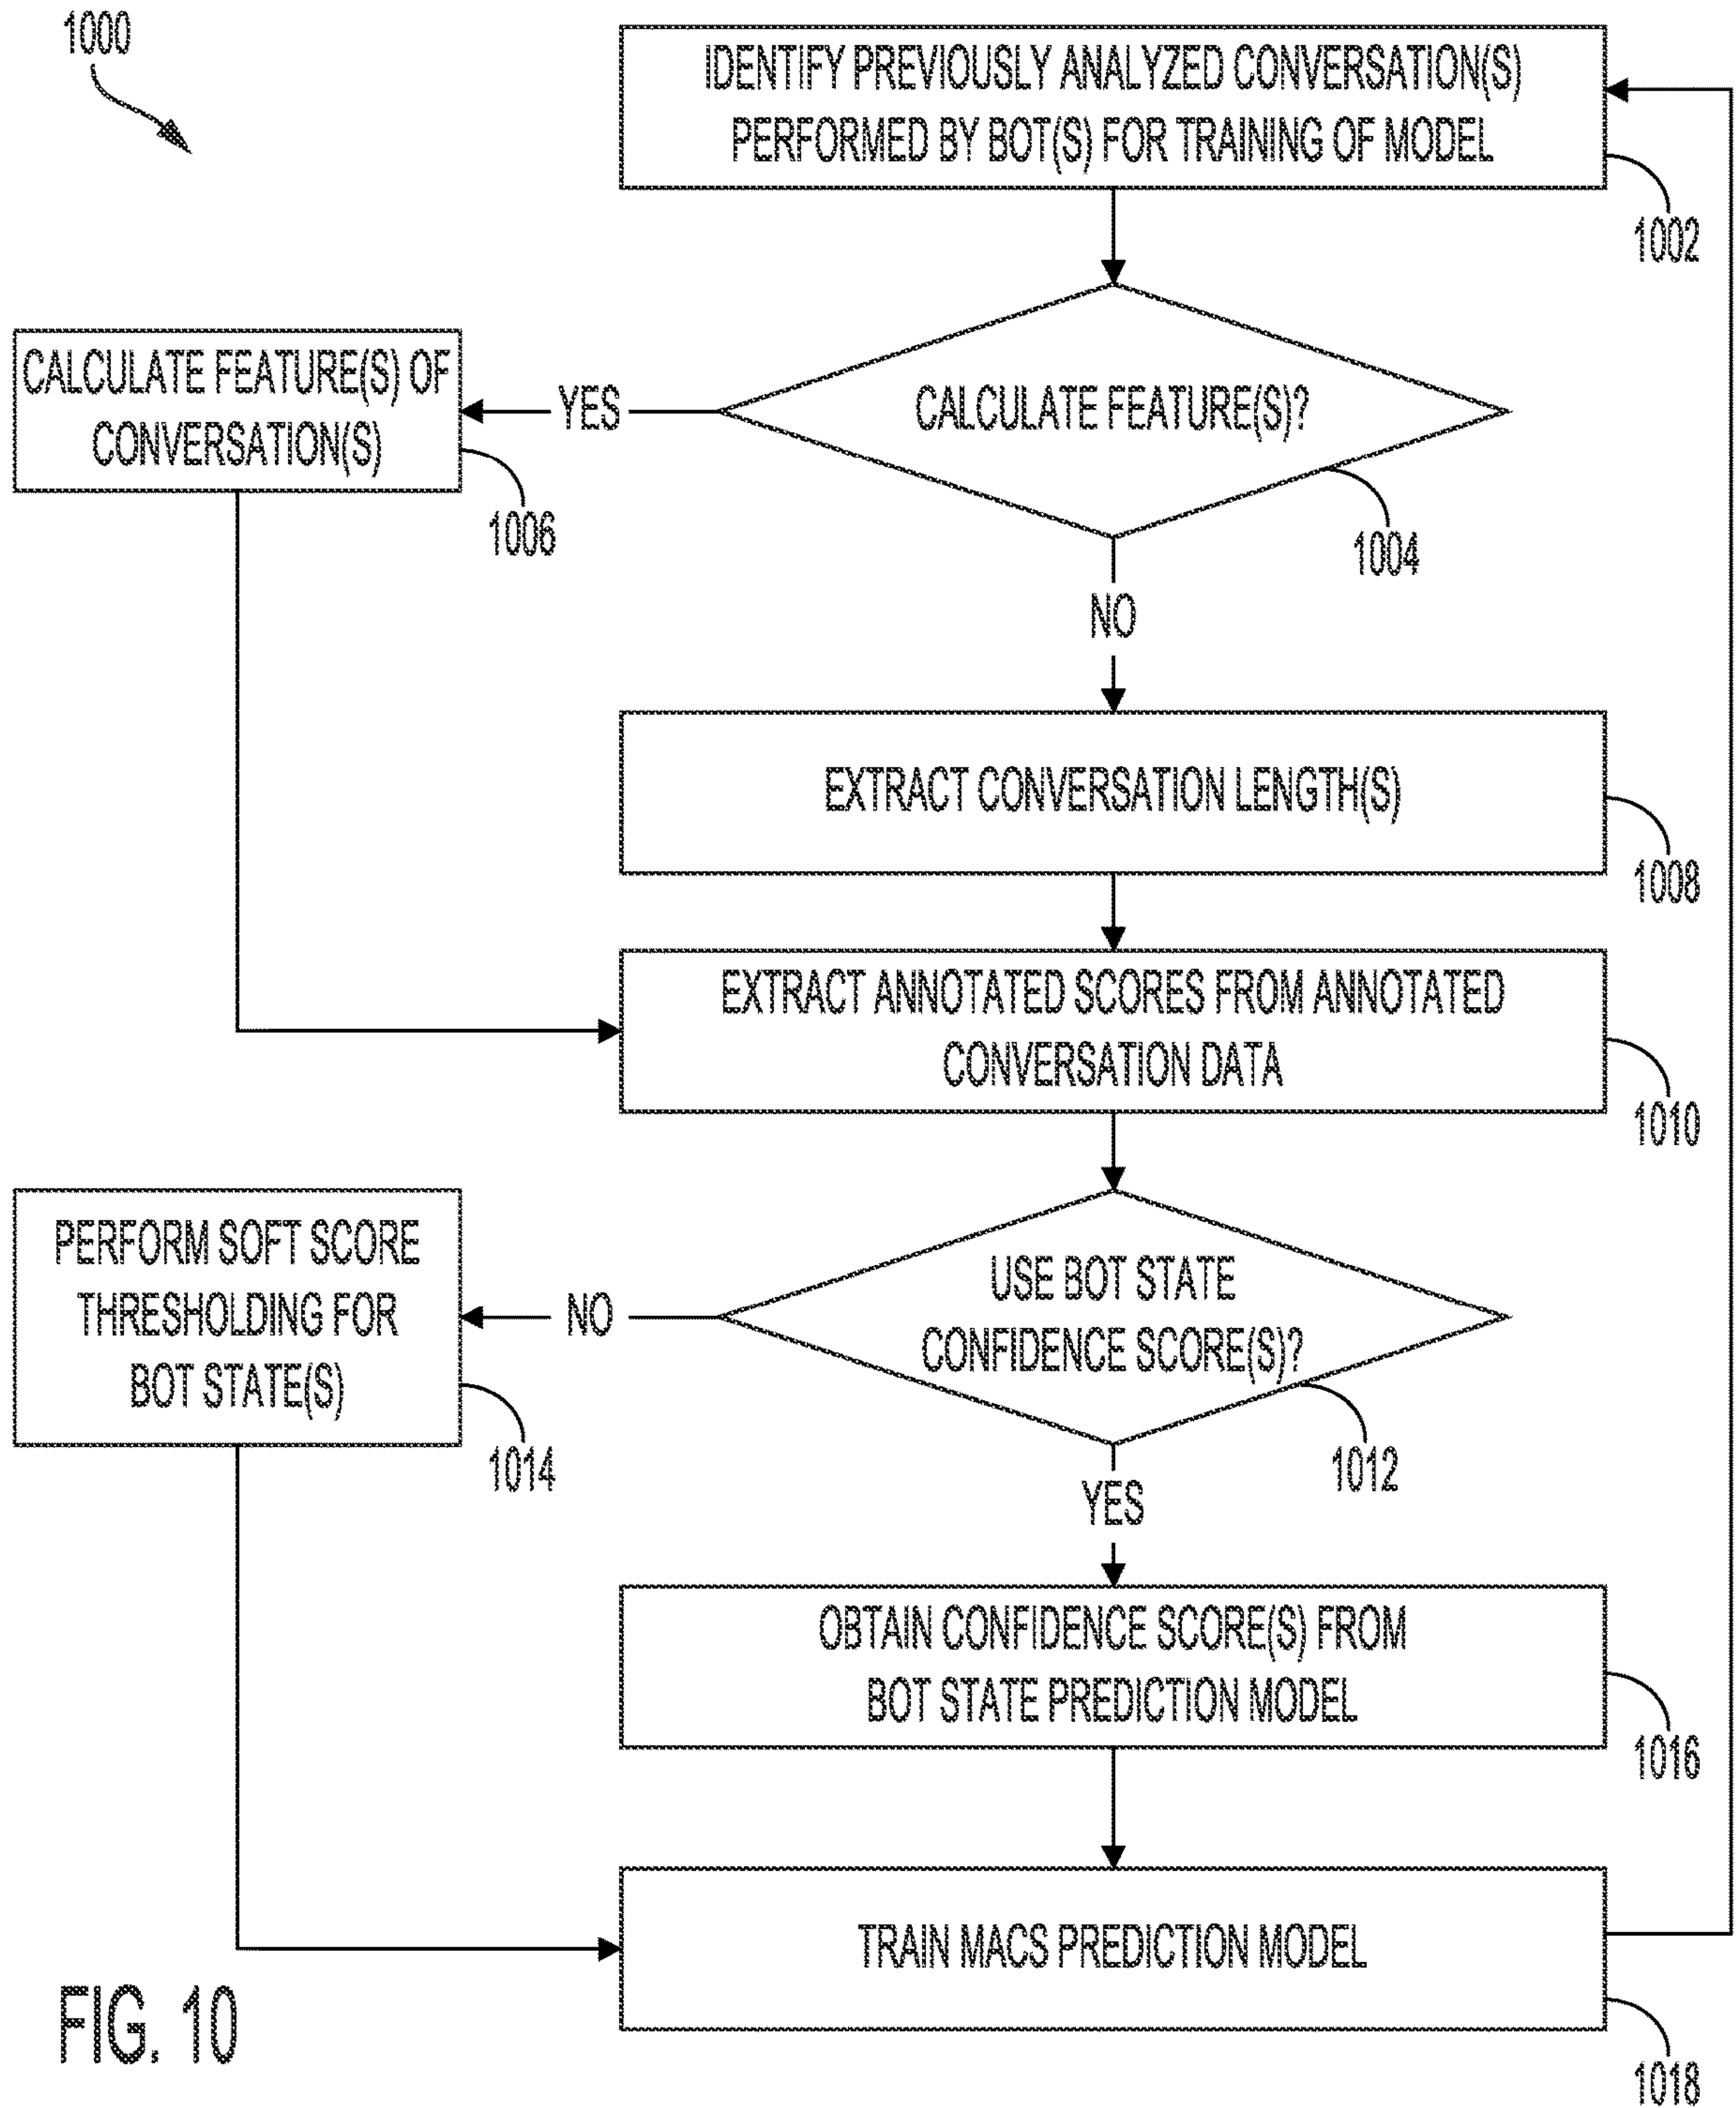 1000
IDENTIFY PREVIOUSLY ANALYZED CONVERSATION(S)
PERFORMED BY BOT(S) FOR TRAINING OF MODEL
1002
CALCULATE FEATURE(S) OF
CONVERSATION(S)
1006
YES
CALCULATE FEATURE(S)?
1004
NO
EXTRACT CONVERSATION LENGTH(S)
1008
EXTRACT ANNOTATED SCORES FROM ANNOTATED
CONVERSATION DATA
1010
PERFORM SOFT SCORE
THRESHOLDING FOR
BOT STATE(S)
1014
NO
USE BOT STATE
CONFIDENCE SCORE(S)?
1012
YES
OBTAIN CONFIDENCE SCORE(S) FROM
BOT STATE PREDICTION MODEL
1016
TRAIN MACS PREDICTION MODEL
1018
FIG. 10